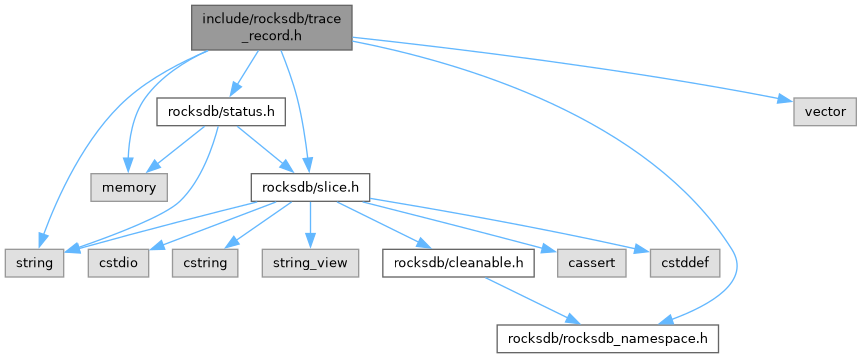 include/rocksdb/trace
_record.h
rocksdb/status.h
vector
memory
rocksdb/slice.h
string
cstdio
cstring
string_view
rocksdb/cleanable.h
cassert
cstddef
rocksdb/rocksdb_namespace.h